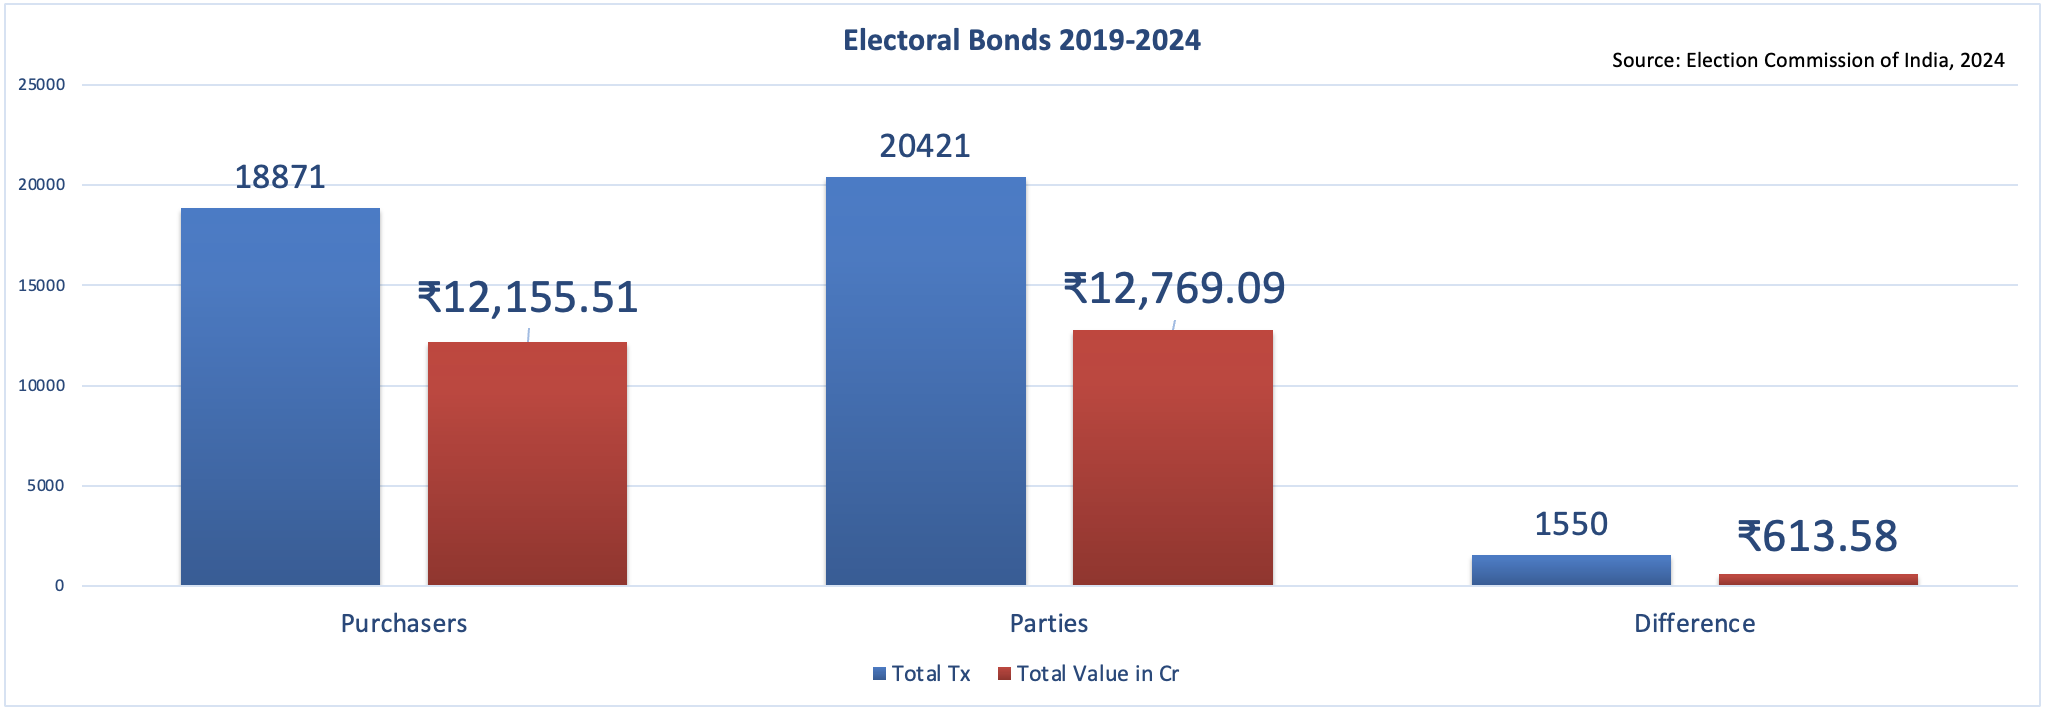 Electoral Bonds 2019-2024
Source: Election Commission of India, 2024
25000
20000
15000
10000
5000
0
18871
₹12,155.51
20421
₹12,769.09
1550
₹613.58
Purchasers
Parties
Difference
Total Tx
Total Value in Cr